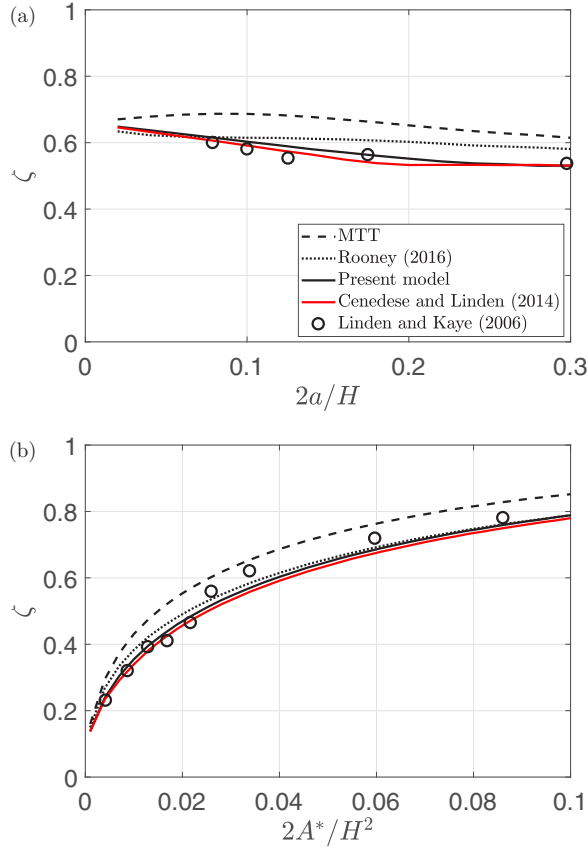 (a)
1
0.8
0.6
ζ
0.4
0.2
0
MTT
Rooney (2016)
Present model
Cenedese and Linden (2014)
Linden and Kaye (2006)
0 0.1 0.2 0.3
2a/H
(b)
1
0.8
0.6
ζ
0.4
0.2
0
0 0.02 0.04 0.06 0.08 0.1
2A*/H²